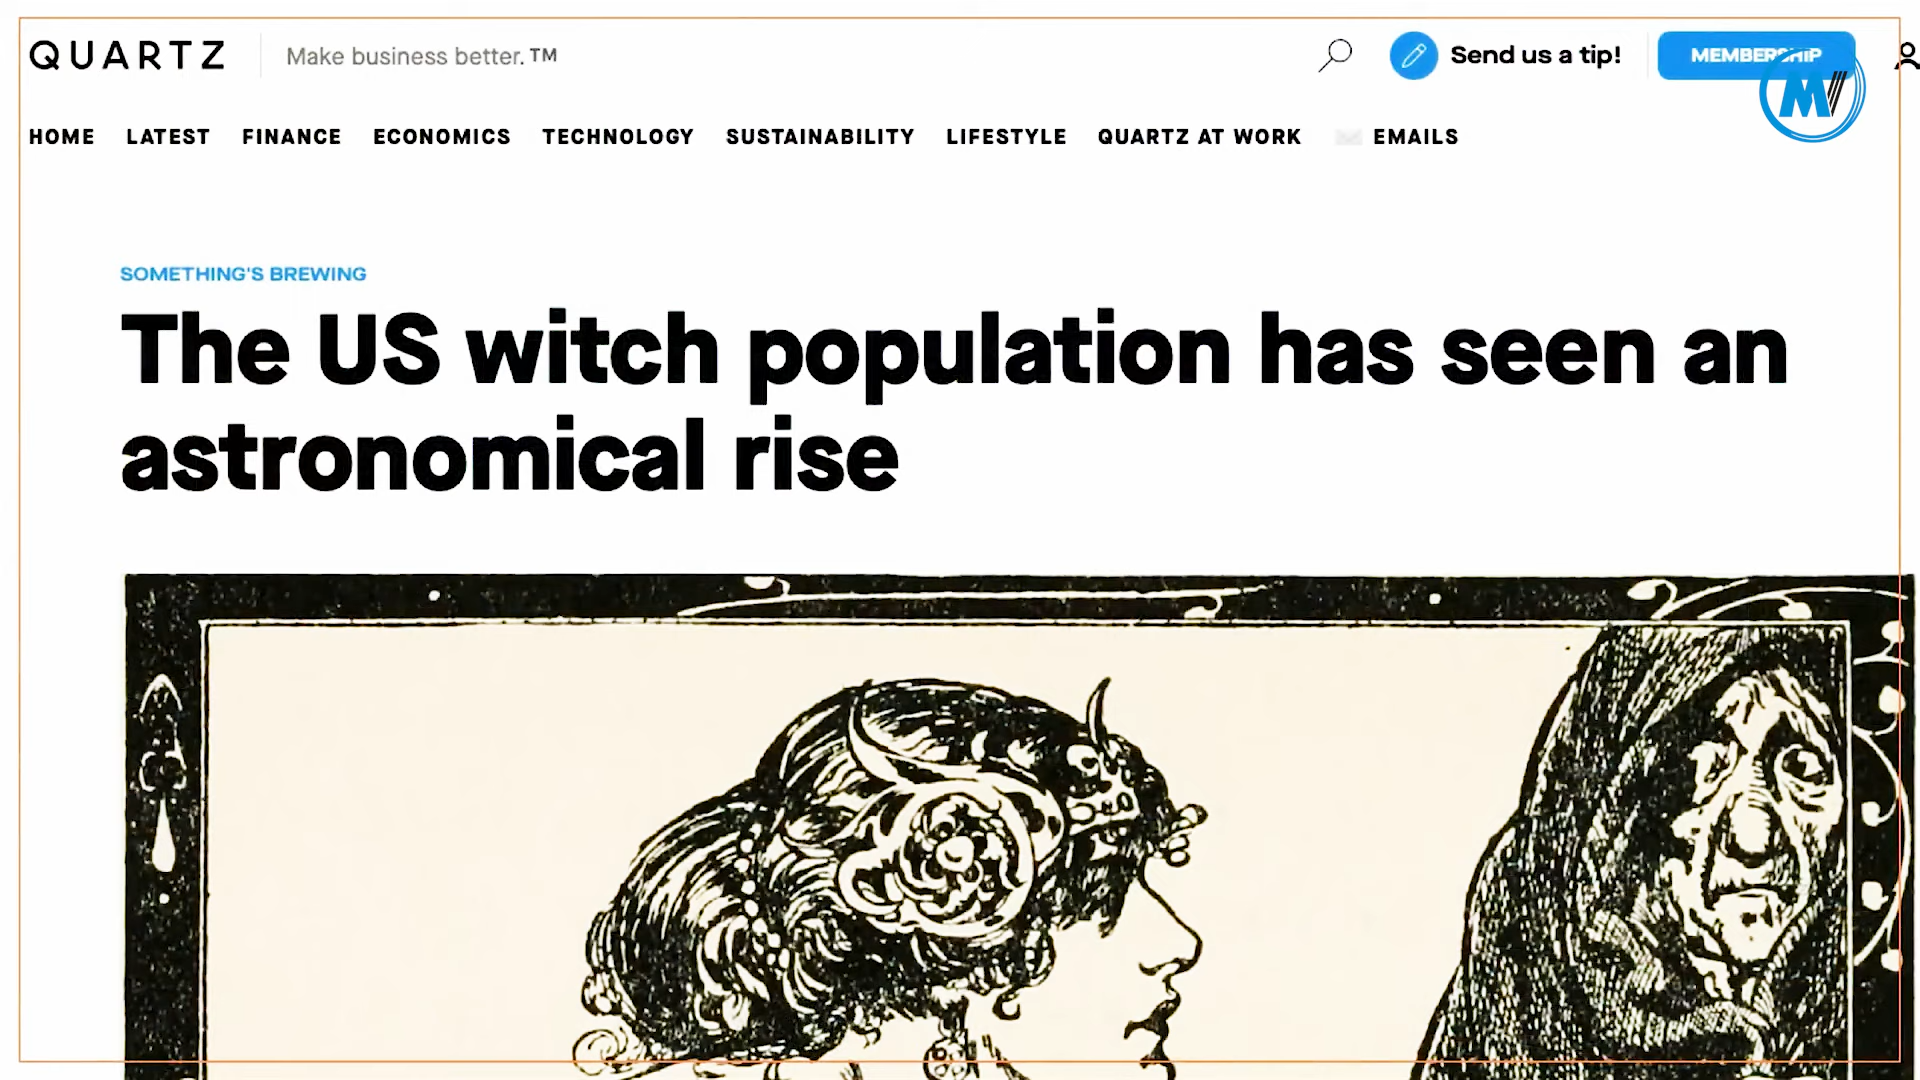 QUARTZ
Make business better.™
Send us a tip!
MEMBERSHIP
M
HOME LATEST FINANCE ECONOMICS TECHNOLOGY SUSTAINABILITY LIFESTYLE QUARTZ AT WORK EMAILS
SOMETHING'S BREWING
The US witch population has seen an
astronomical rise